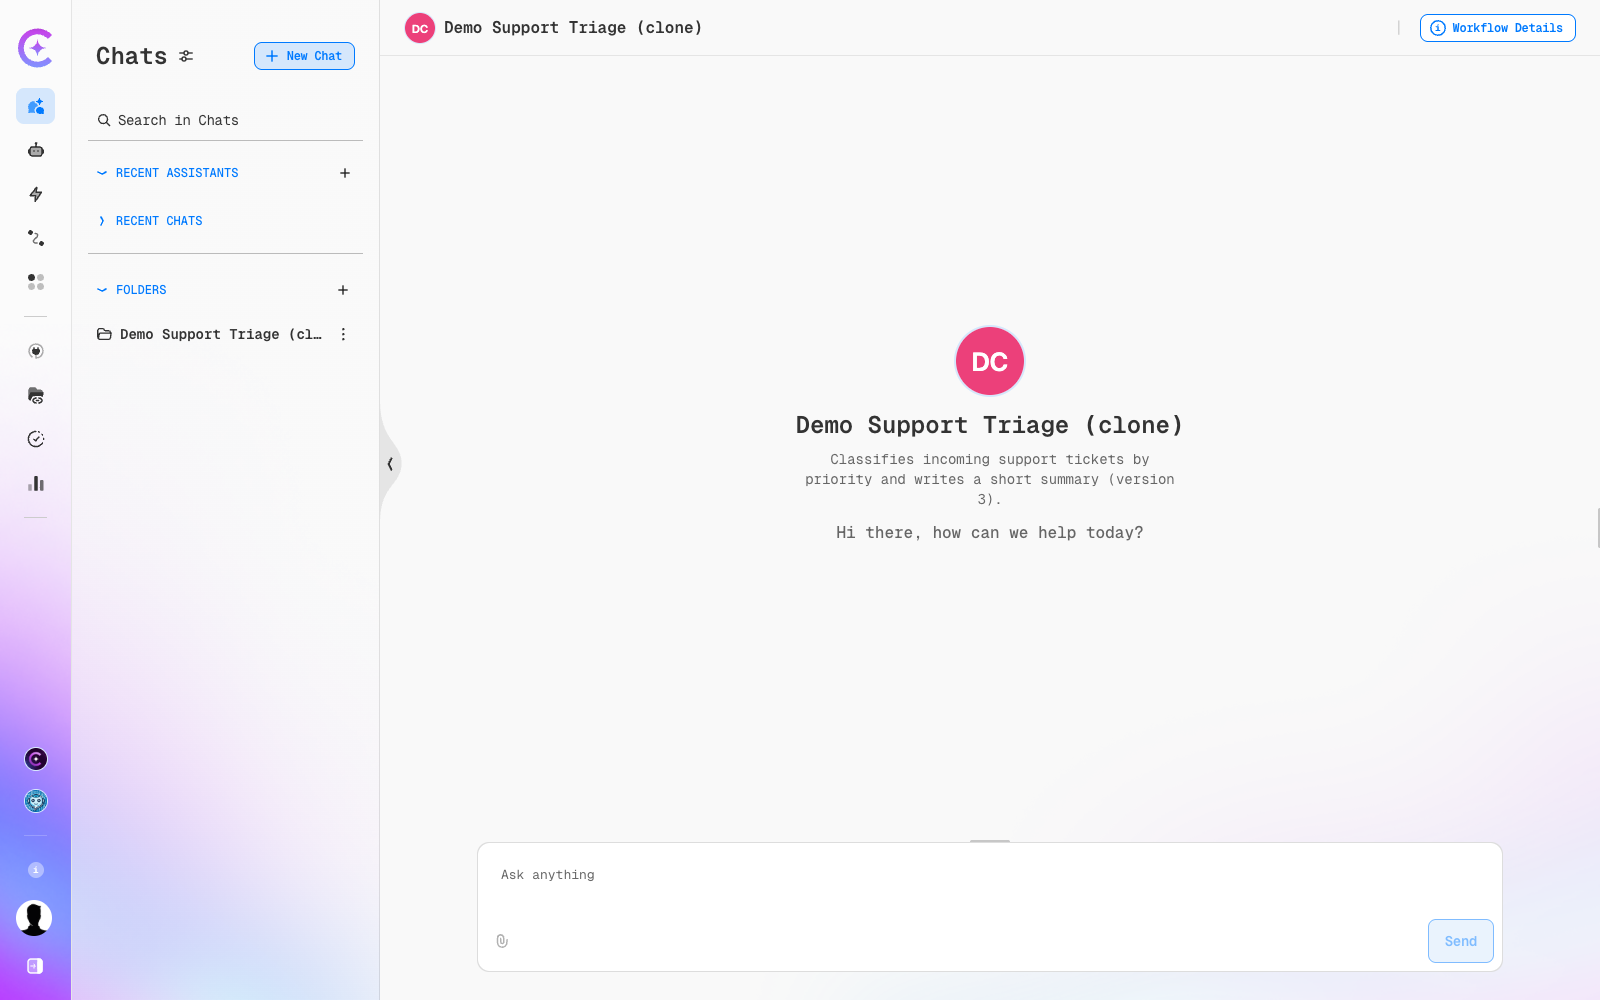 Chats
New Chat
Search in Chats
RECENT ASSISTANTS
RECENT CHATS
FOLDERS
Demo Support Triage (cl…
DC
Demo Support Triage (clone)
Workflow Details
DC
Demo Support Triage (clone)
Classifies incoming support tickets by
priority and writes a short summary (version
3).
Hi there, how can we help today?
Ask anything
Send